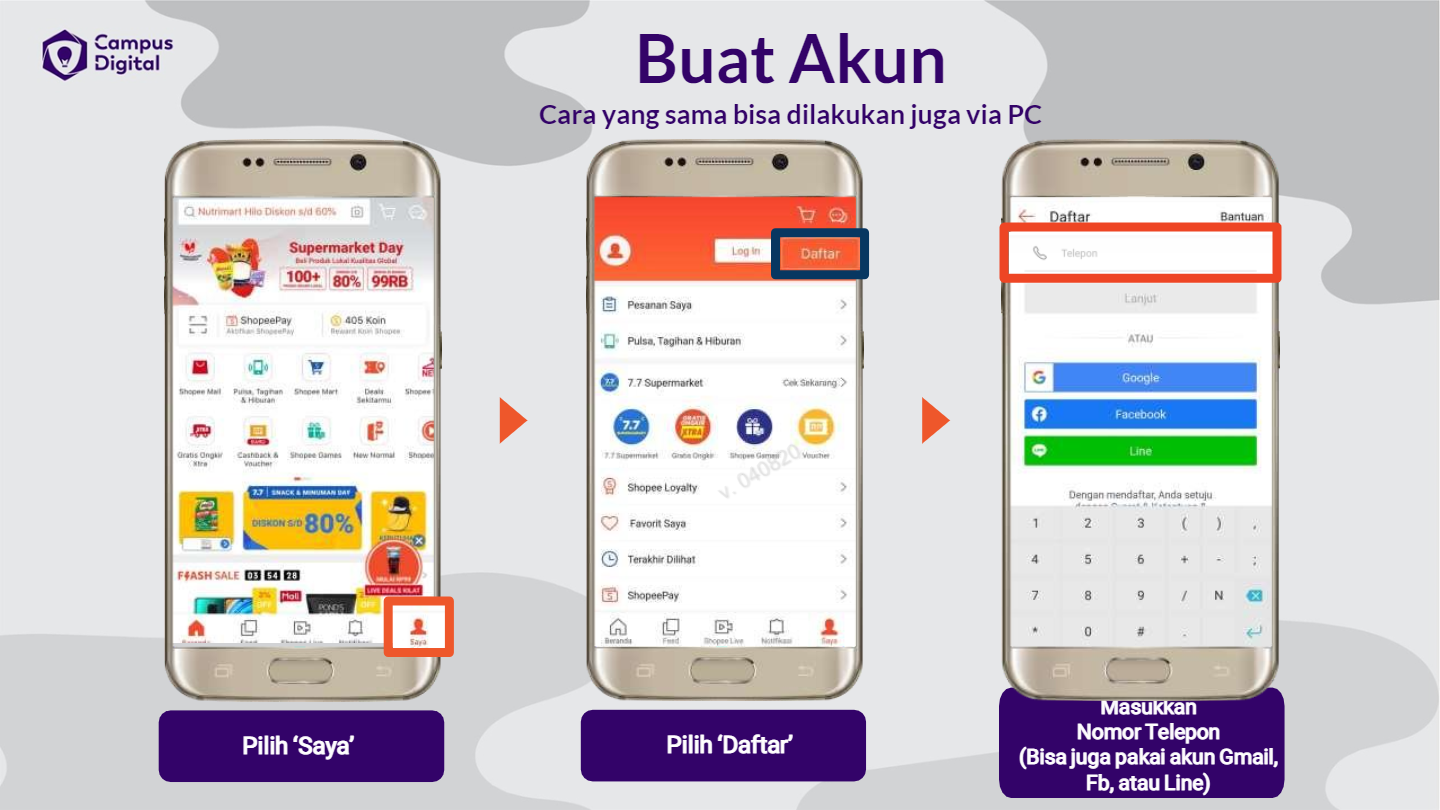 Campus
Digital
Buat Akun
Cara yang sama bisa dilakukan juga via PC
Nutrimart Hilo Diskon s/d 60%
Supermarket Day
Beli Produk Lokal Kualitas Global
100+
80%
99RB
ShopeePay
Aktifkan ShopeePay
405 Koin
Reward Koin Shopee
Shopee Mall
Pulsa, Tagihan
& Hiburan
Shopee Mart
Deals
Sekitarmu
Shopee
Gratis Ongkir
Xtra
Cashback &
Voucher
Shopee Games
New Normal
Shopee
7.7 SNACK & MINUMAN DAY
DISKON S/D 80%
FLASH SALE 03 54 28
Mall
POND'S
LIVE DEALS KILAT
Saya
Pilih ‘Saya’
Log In
Daftar
Pesanan Saya
Pulsa, Tagihan & Hiburan
7.7 Supermarket
Cek Sekarang
7.7
GRATIS
ONGKIR
XTRA
7.7 Supermarket
Gratis Ongkir
Shopee Games
Voucher
v. 040820
Shopee Loyalty
Favorit Saya
Terakhir Dilihat
ShopeePay
Beranda
Feed
Shopee Live
Notifikasi
Saya
Pilih ‘Daftar’
Daftar
Bantuan
Telepon
Lanjut
ATAU
Google
Facebook
Line
Dengan mendaftar, Anda setuju
1 2 3 ( ) ,
4 5 6 + - ;
7 8 9 / N
* 0 # .
Masukkan
Nomor Telepon
(Bisa juga pakai akun Gmail,
Fb, atau Line)